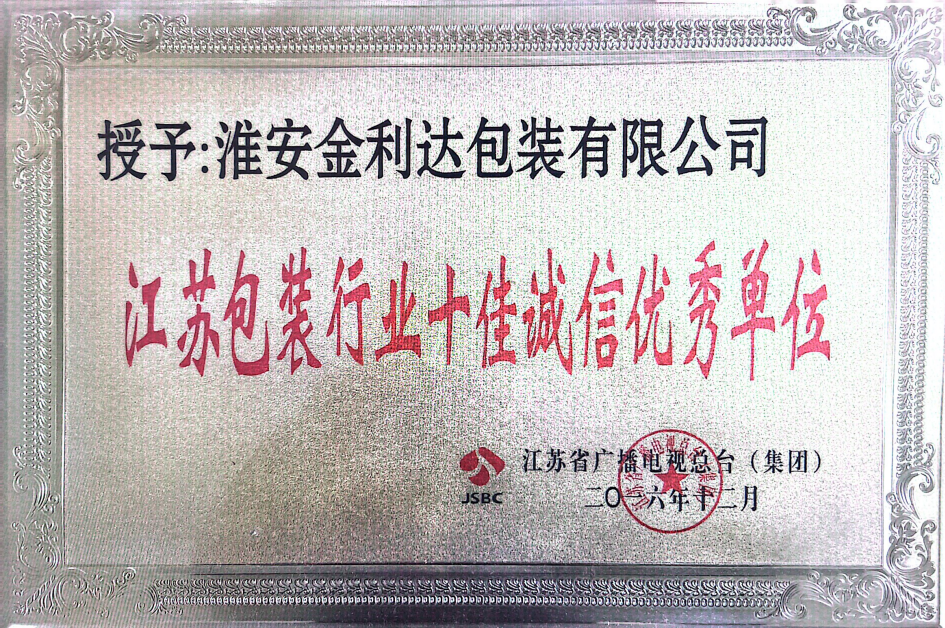 授予:淮安金利达包装有限公司
江苏包装行业十佳诚信优秀单位
JSBC
江苏省广播电视总台（集团）
二0一六年十二月